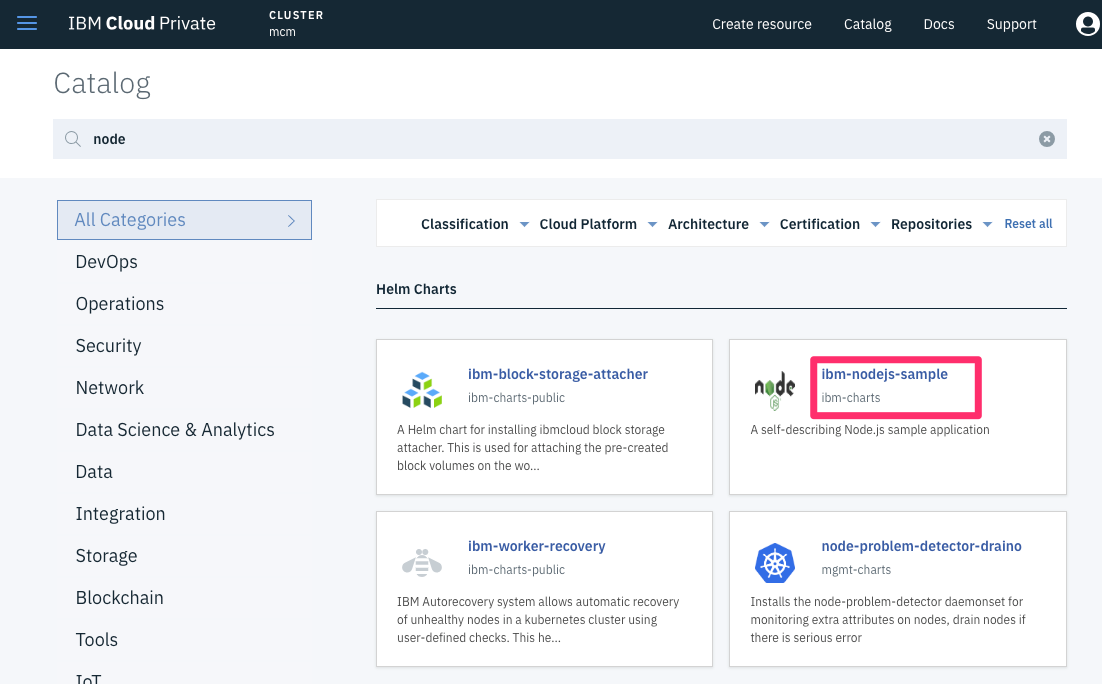 IBM Cloud Private
CLUSTER
mcm
Create resource
Catalog
Docs
Support
Catalog
node
All Categories
DevOps
Operations
Security
Network
Data Science & Analytics
Data
Integration
Storage
Blockchain
Tools
IoT
Classification
Cloud Platform
Architecture
Certification
Repositories
Reset all
Helm Charts
ibm-block-storage-attacher
ibm-charts-public
A Helm chart for installing ibmcloud block storage
attacher. This is used for attaching the pre-created
block volumes on the wo...
node
ibm-nodejs-sample
ibm-charts
A self-describing Node.js sample application
ibm-worker-recovery
ibm-charts-public
IBM Autorecovery system allows automatic recovery
of unhealthy nodes in a kubernetes cluster using
user-defined checks. This he...
node-problem-detector-draino
mgmt-charts
Installs the node-problem-detector daemonset for
monitoring extra attributes on nodes, drain nodes if
there is serious error